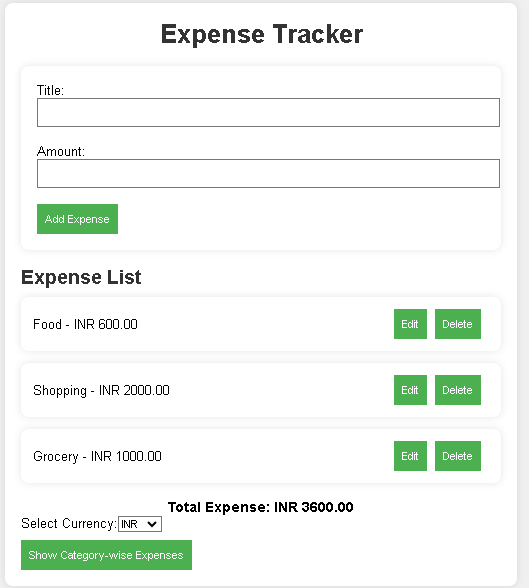 Expense Tracker
Title:
Amount:
Add Expense
Expense List
Food - INR 600.00 Edit Delete
Shopping - INR 2000.00 Edit Delete
Grocery - INR 1000.00 Edit Delete
Total Expense: INR 3600.00
Select Currency: INR
Show Category-wise Expenses